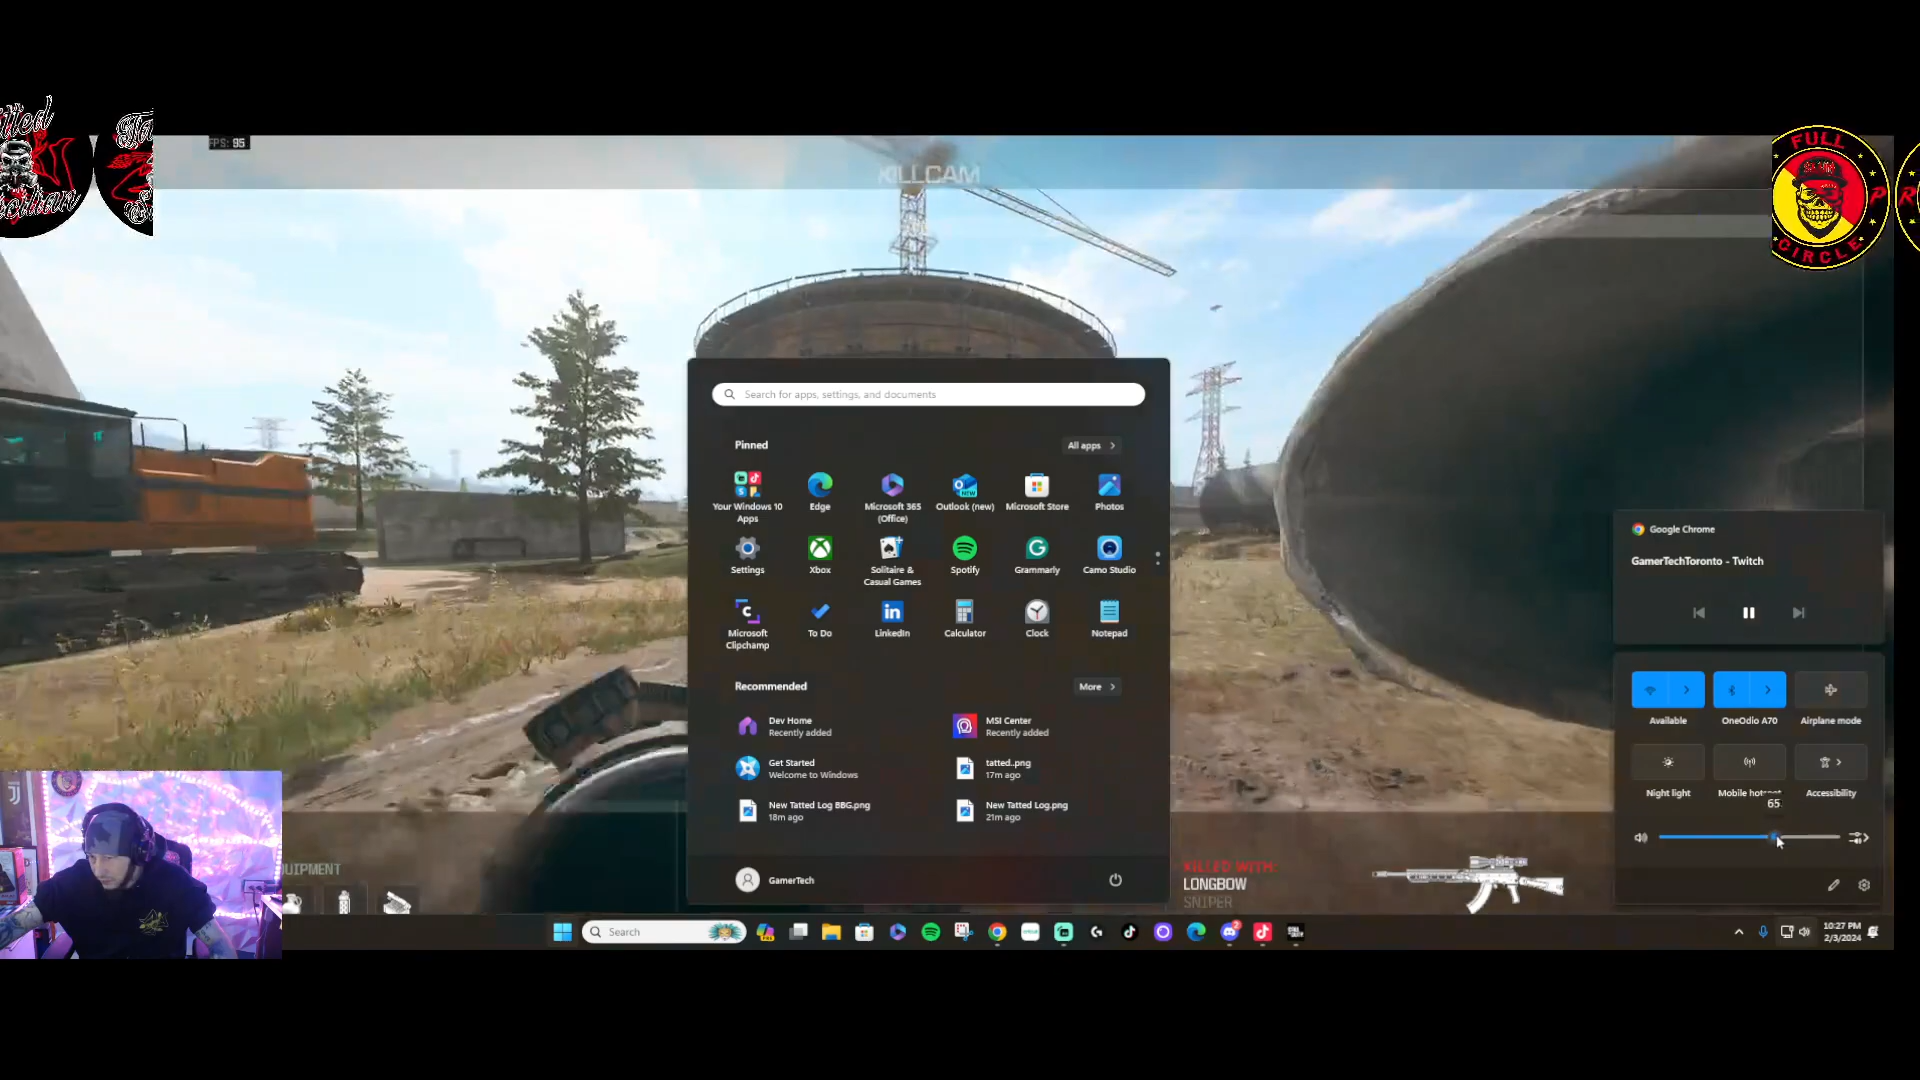 FPS: 95
KILLCAM
FULL
CIRCLE
Search for apps, settings, and documents
Pinned
All apps
Your Windows 10 Apps
Edge
Microsoft 365 (Office)
Outlook (new)
Microsoft Store
Photos
Settings
Xbox
Solitaire & Casual Games
Spotify
Grammarly
Camo Studio
Microsoft Clipchamp
To Do
LinkedIn
Calculator
Clock
Notepad
Recommended
More
Dev Home
Recently added
MSI Center
Recently added
Get Started
Welcome to Windows
tatted..png
17m ago
New Tatted Log BBG.png
18m ago
New Tatted Log.png
21m ago
GamerTech
Google Chrome
GamerTechToronto - Twitch
Available
OneOdio A70
Airplane mode
Night light
Mobile
Accessibility
65
UIPMENT
KILLED WITH:
LONGBOW
SNIPER
Search
10:27 PM
2/3/2024